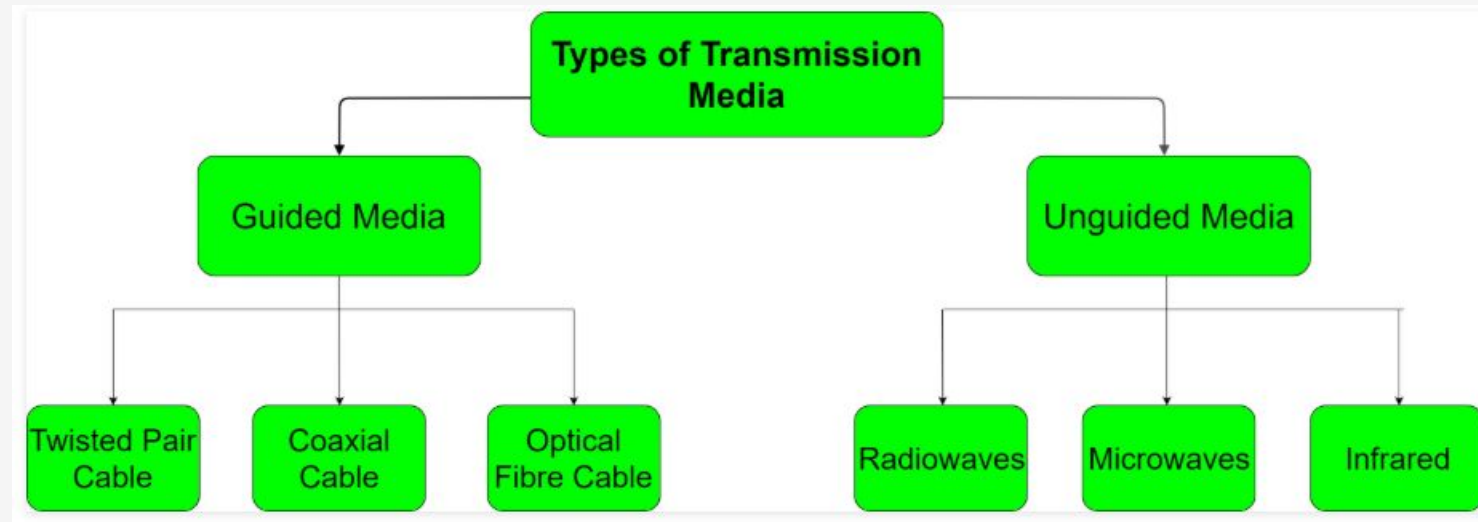 Types of Transmission
Media
Guided Media
Unguided Media
Twisted Pair
Cable
Coaxial
Cable
Optical
Fibre Cable
Radiowaves
Microwaves
Infrared